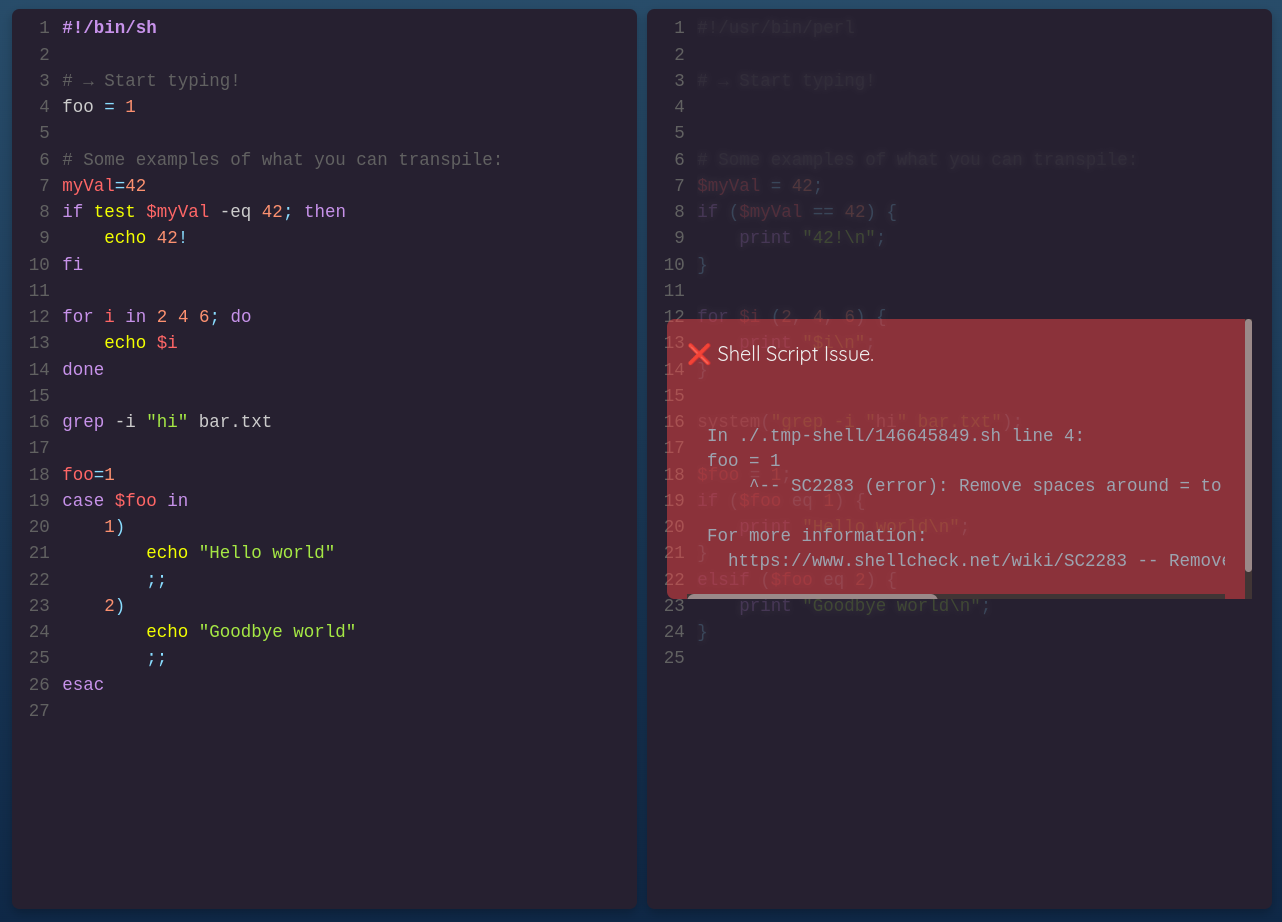 1 #!/bin/sh
2
3 # → Start typing!
4 foo = 1
5
6 # Some examples of what you can transpile:
7 myVal=42
8 if test $myVal -eq 42; then
9     echo 42!
10 fi
11
12 for i in 2 4 6; do
13     echo $i
14 done
15
16 grep -i "hi" bar.txt
17
18 foo=1
19 case $foo in
20     1)
21         echo "Hello world"
22         ;;
23     2)
24         echo "Goodbye world"
25         ;;
26 esac
27
1 #!/usr/bin/perl
2
3 # → Start typing!
4
5
6 # Some examples of what you can transpile:
7 $myVal = 42;
8 if ($myVal == 42) {
9     print "42!\n";
10 }
11
12 for $i (2, 4, 6) {
13     print "$i\n";
14 }
15
16 system("grep -i "hi" bar.txt");
17
18 $foo = 1;
19 if ($foo eq 1) {
20     print "Hello world\n";
21 }
22 elsif ($foo eq 2) {
23     print "Goodbye world\n";
24 }
25
❌ Shell Script Issue.
In ./.tmp-shell/146645849.sh line 4:
foo = 1
    ^-- SC2283 (error): Remove spaces around = to
For more information:
  https://www.shellcheck.net/wiki/SC2283 -- Remove